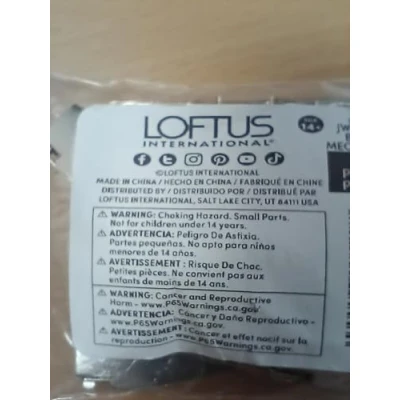 LOFTUS
INTERNATIONAL®
14+
©LOFTUS INTERNATIONAL
MADE IN CHINA / HECHO EN CHINA / FABRIQUÉ EN CHINE
DISTRIBUTED BY / DISTRIBUIDO POR / DISTRIBUÉ PAR
LOFTUS INTERNATIONAL, SALT LAKE CITY, UT 84111 USA
WARNING: Choking Hazard. Small Parts.
Not for children under 14 years.
ADVERTENCIA: Peligro De Asfixia.
Partes pequeñas. No apto para niños
menores de 14 años.
AVERTISSEMENT : Risque De Choc.
Petites pièces. Ne convient pas aux
enfants de moins de 14 ans.
WARNING: Cancer and Reproductive
Harm - www.P65Warnings.ca.gov
ADVERTENCIA: Cáncer y Daño Reproductivo -
www.P65Warnings.ca.gov.
AVERTISSEMENT : Cancer et effet nocif sur la
reproduction - www.P65Warnings.ca.gov.
JW
MEC